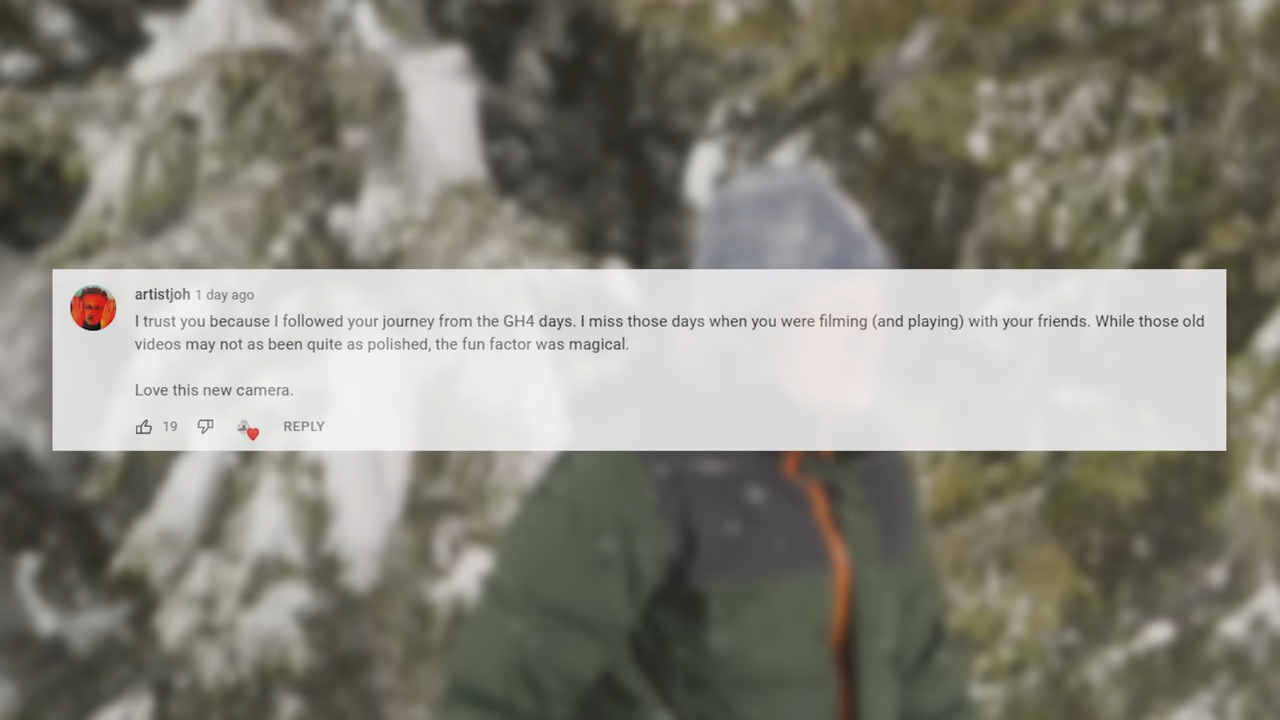 artistjoh 1 day ago
I trust you because I followed your journey from the GH4 days. I miss those days when you were filming (and playing) with your friends. While those old
videos may not as been quite as polished, the fun factor was magical.
Love this new camera.
19 REPLY